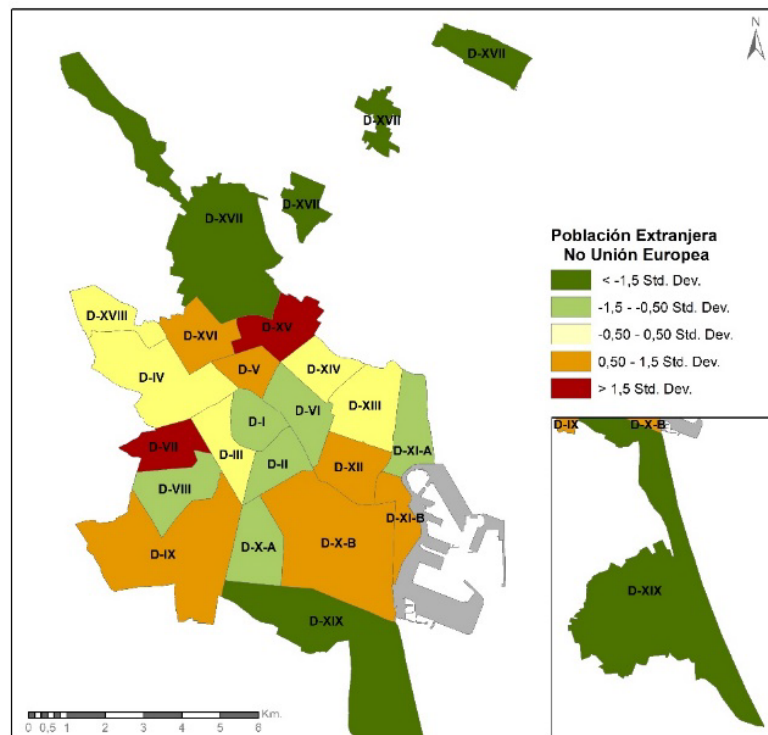 N
D-XVII
D-XVII
D-XVII
D-XVII
D-XVIII
D-XVI
D-XV
D-IV
D-V
D-XIV
D-I
D-VI
D-XIII
D-VII
D-III
D-II
D-XII
D-XI-A
D-VIII
D-XI-B
D-IX
D-X-A
D-X-B
D-XIX
Población Extranjera
No Unión Europea
< -1,5 Std. Dev.
-1,5 - -0,50 Std. Dev.
-0,50 - 0,50 Std. Dev.
0,50 - 1,5 Std. Dev.
> 1,5 Std. Dev.
D-IX D-X-B
D-XIX
Km.
0 0,5 1 2 3 4 5 6